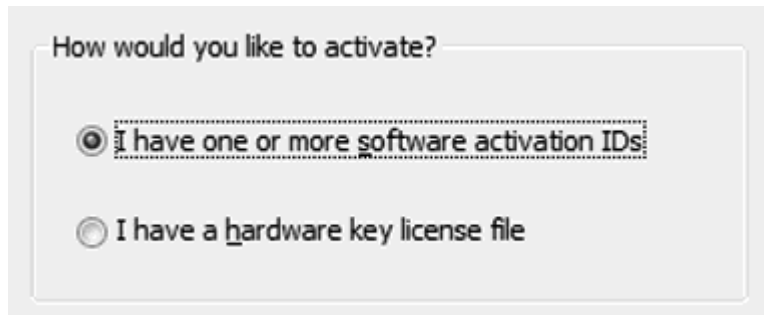 How would you like to activate?
I have one or more software activation IDs
I have a hardware key license file